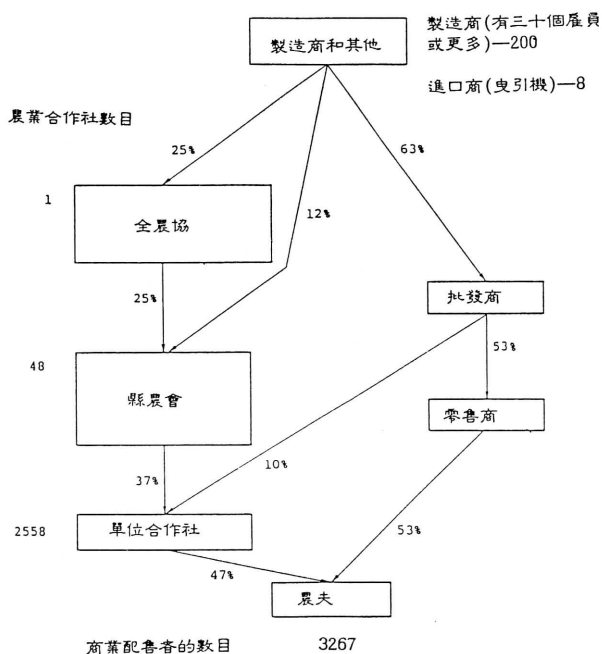 製造商和其他
製造商(有三十個雇員
或更多)—200
進口商(曳引機)—8
農業合作社數目
25%
63%
1
全農協
12%
25%
批發商
53%
48
縣農會
零售商
37%
10%
2558
單位合作社
53%
47%
農夫
商業配售者的數目 3267